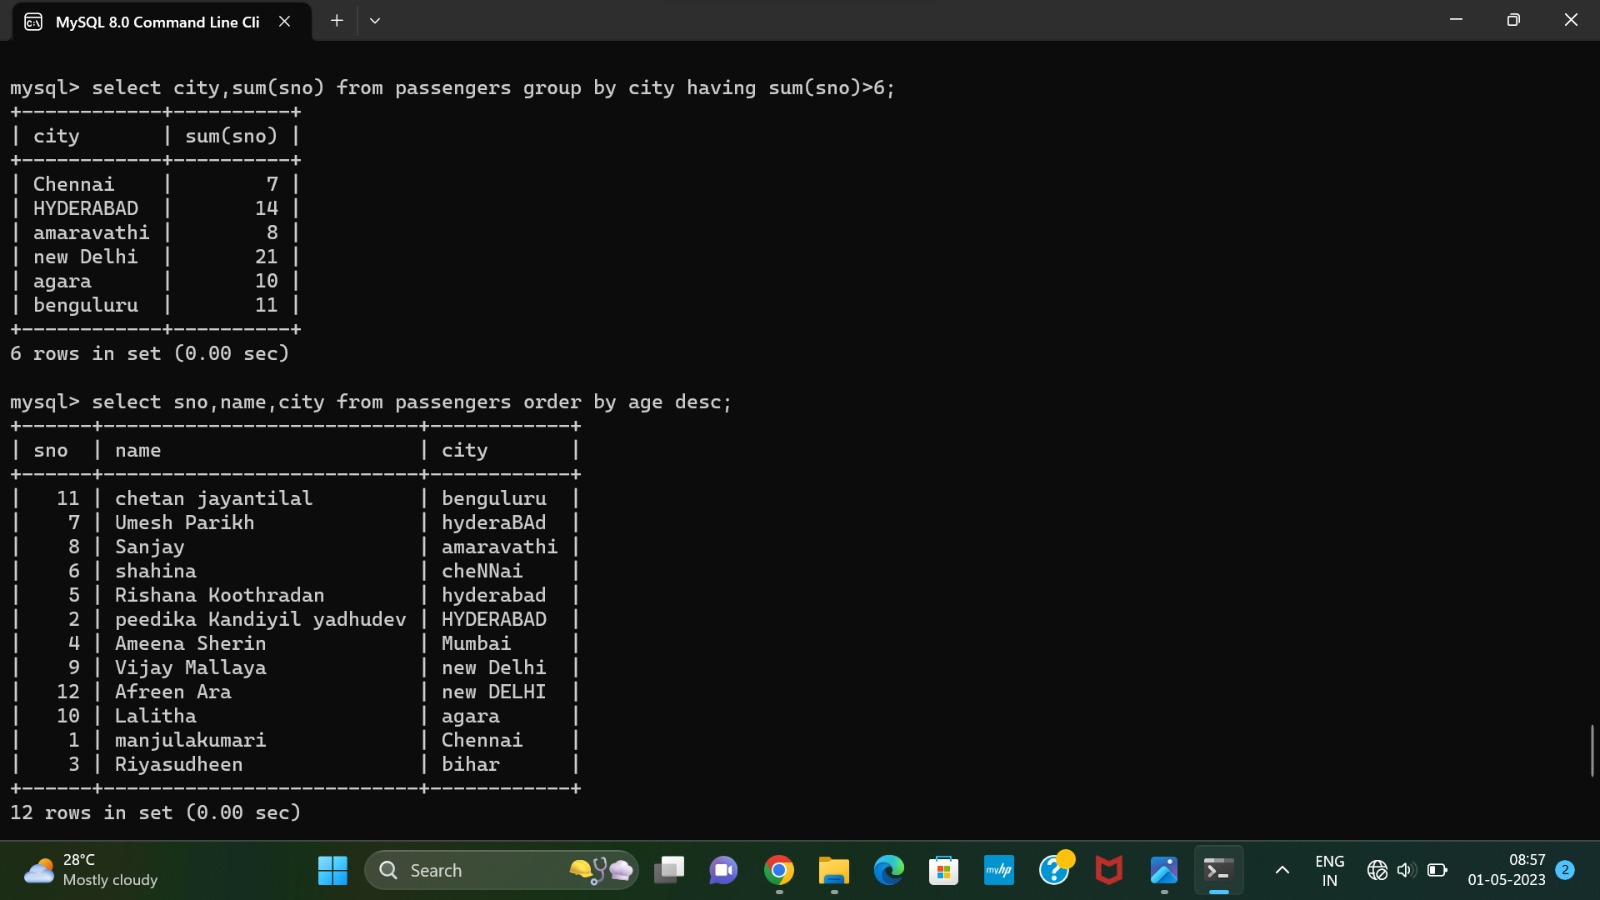 MySQL 8.0 Command Line Cli
mysql> select city,sum(sno) from passengers group by city having sum(sno)>6;
+------------+----------+
| city       | sum(sno) |
+------------+----------+
| Chennai    |        7 |
| HYDERABAD  |       14 |
| amaravathi |        8 |
| new Delhi  |       21 |
| agara      |       10 |
| benguluru  |       11 |
+------------+----------+
6 rows in set (0.00 sec)
mysql> select sno,name,city from passengers order by age desc;
+------+---------------------------+------------+
| sno  | name                      | city       |
+------+---------------------------+------------+
|   11 | chetan jayantilal         | benguluru  |
|    7 | Umesh Parikh              | hyderaBAd  |
|    8 | Sanjay                    | amaravathi |
|    6 | shahina                   | cheNNai    |
|    5 | Rishana Koothradan        | hyderabad  |
|    2 | peedika Kandiyil yadhudev | HYDERABAD  |
|    4 | Ameena Sherin             | Mumbai     |
|    9 | Vijay Mallaya             | new Delhi  |
|   12 | Afreen Ara                | new DELHI  |
|   10 | Lalitha                   | agara      |
|    1 | manjulakumari             | Chennai    |
|    3 | Riyasudheen               | bihar      |
+------+---------------------------+------------+
12 rows in set (0.00 sec)
28°C
Mostly cloudy
Search
myhp
ENG
IN
08:57
01-05-2023
2